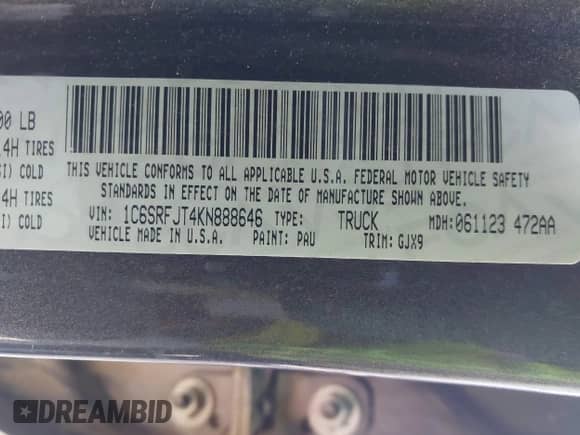 00 LB
4H TIRES
I) COLD
4H TIRES
I) COLD
THIS VEHICLE CONFORMS TO ALL APPLICABLE U.S.A. FEDERAL MOTOR VEHICLE SAFETY
STANDARDS IN EFFECT ON THE DATE OF MANUFACTURE SHOWN ABOVE.
VIN: 1C6SRFJT4KN888646 TYPE: TRUCK MDH:061123 472AA
VEHICLE MADE IN U.S.A. PAINT: PAU TRIM: GJX9
DREAMBID